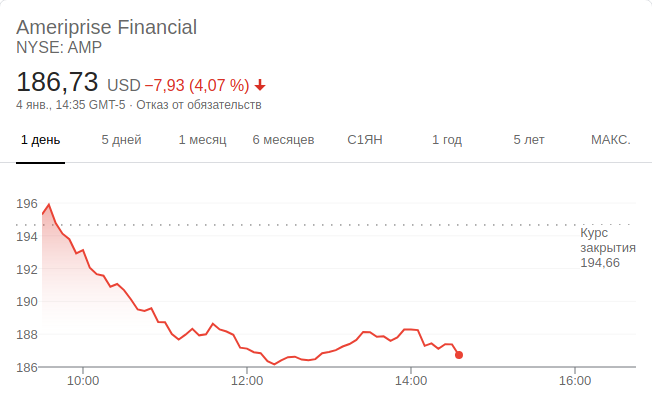 Ameriprise Financial
NYSE: AMP
186,73 USD −7,93 (4,07 %)
4 янв., 14:35 GMT-5 · Отказ от обязательств
1 день 5 дней 1 месяц 6 месяцев С1ЯН 1 год 5 лет МАКС.
196
194
192
190
188
186
Курс
закрытия
194,66
10:00 12:00 14:00 16:00